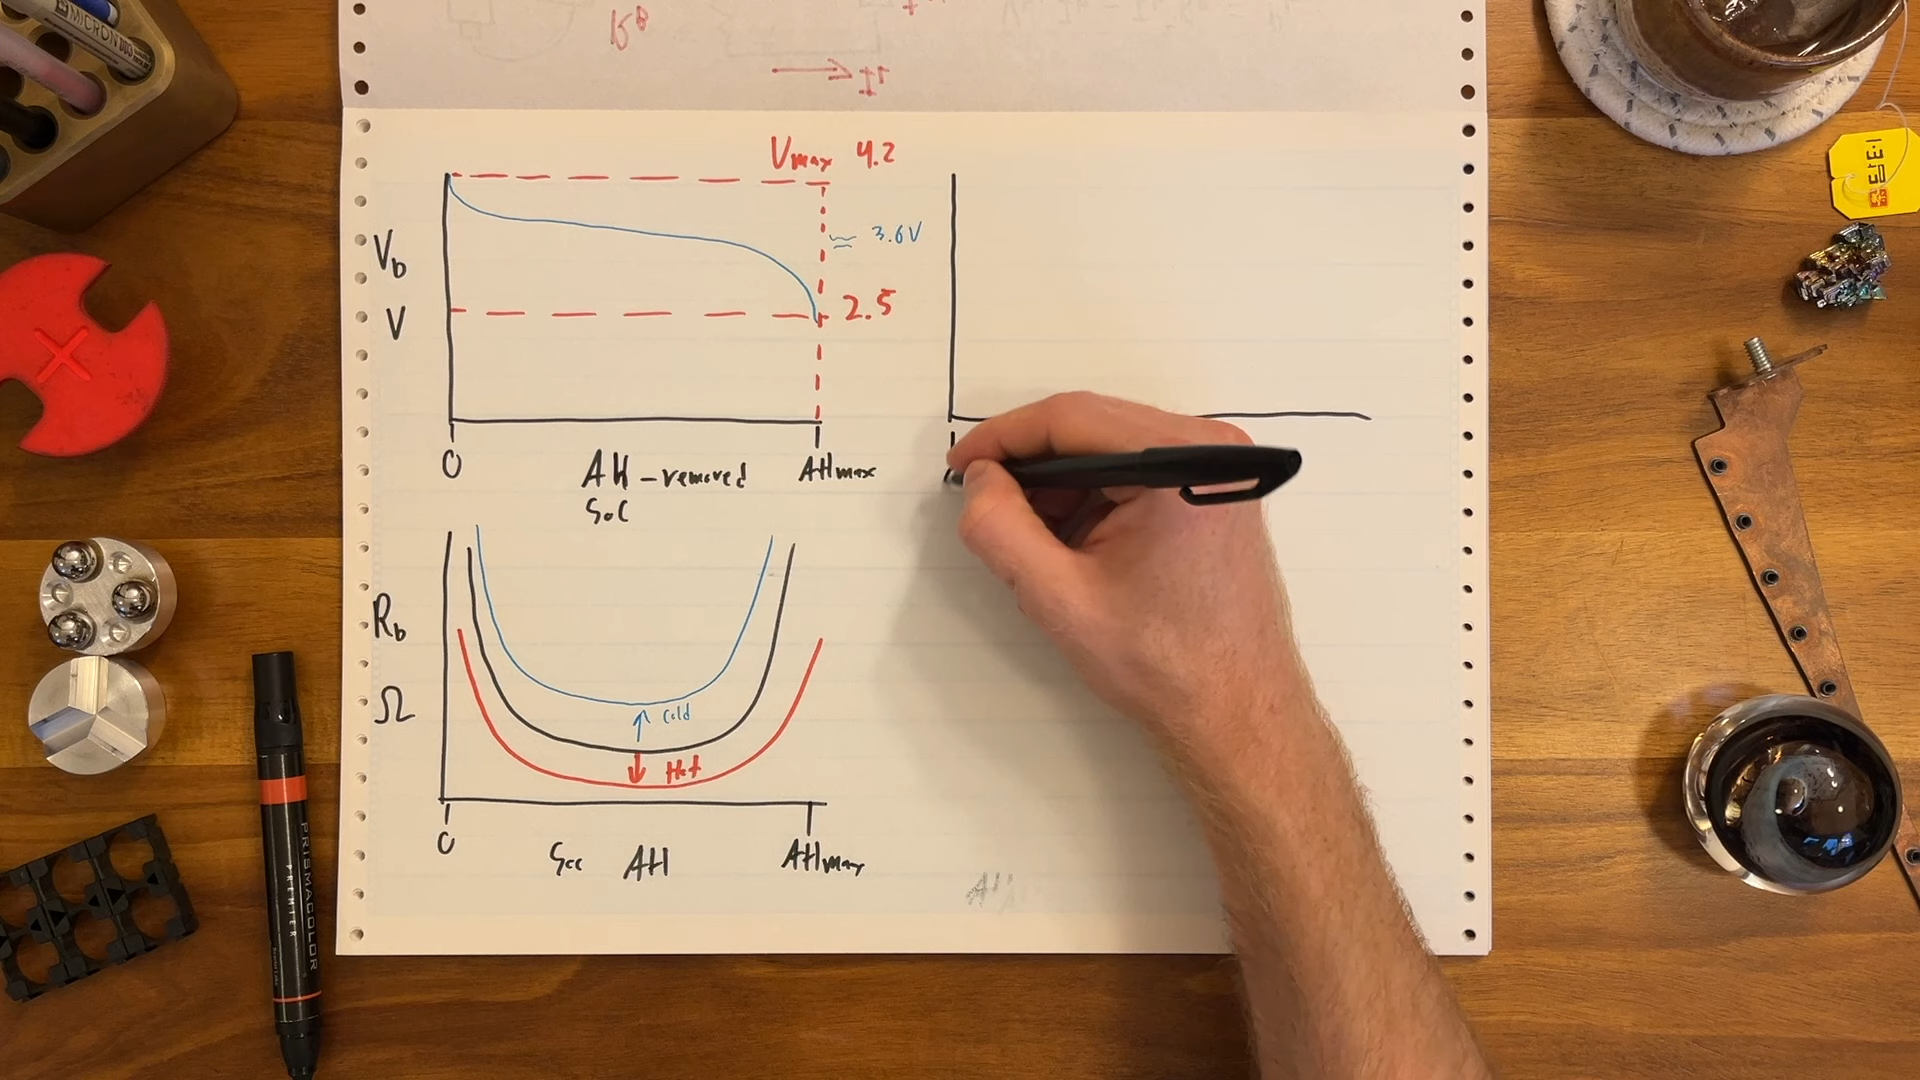 MICRON
Vmax 4.2
Vb
V
≈ 3.6V
2.5
0
AH - removed
AHmax
SoC
Rb
Ω
cold
Hot
0
Soc AH
AHmax
PRISMACOLOR
PREMIER